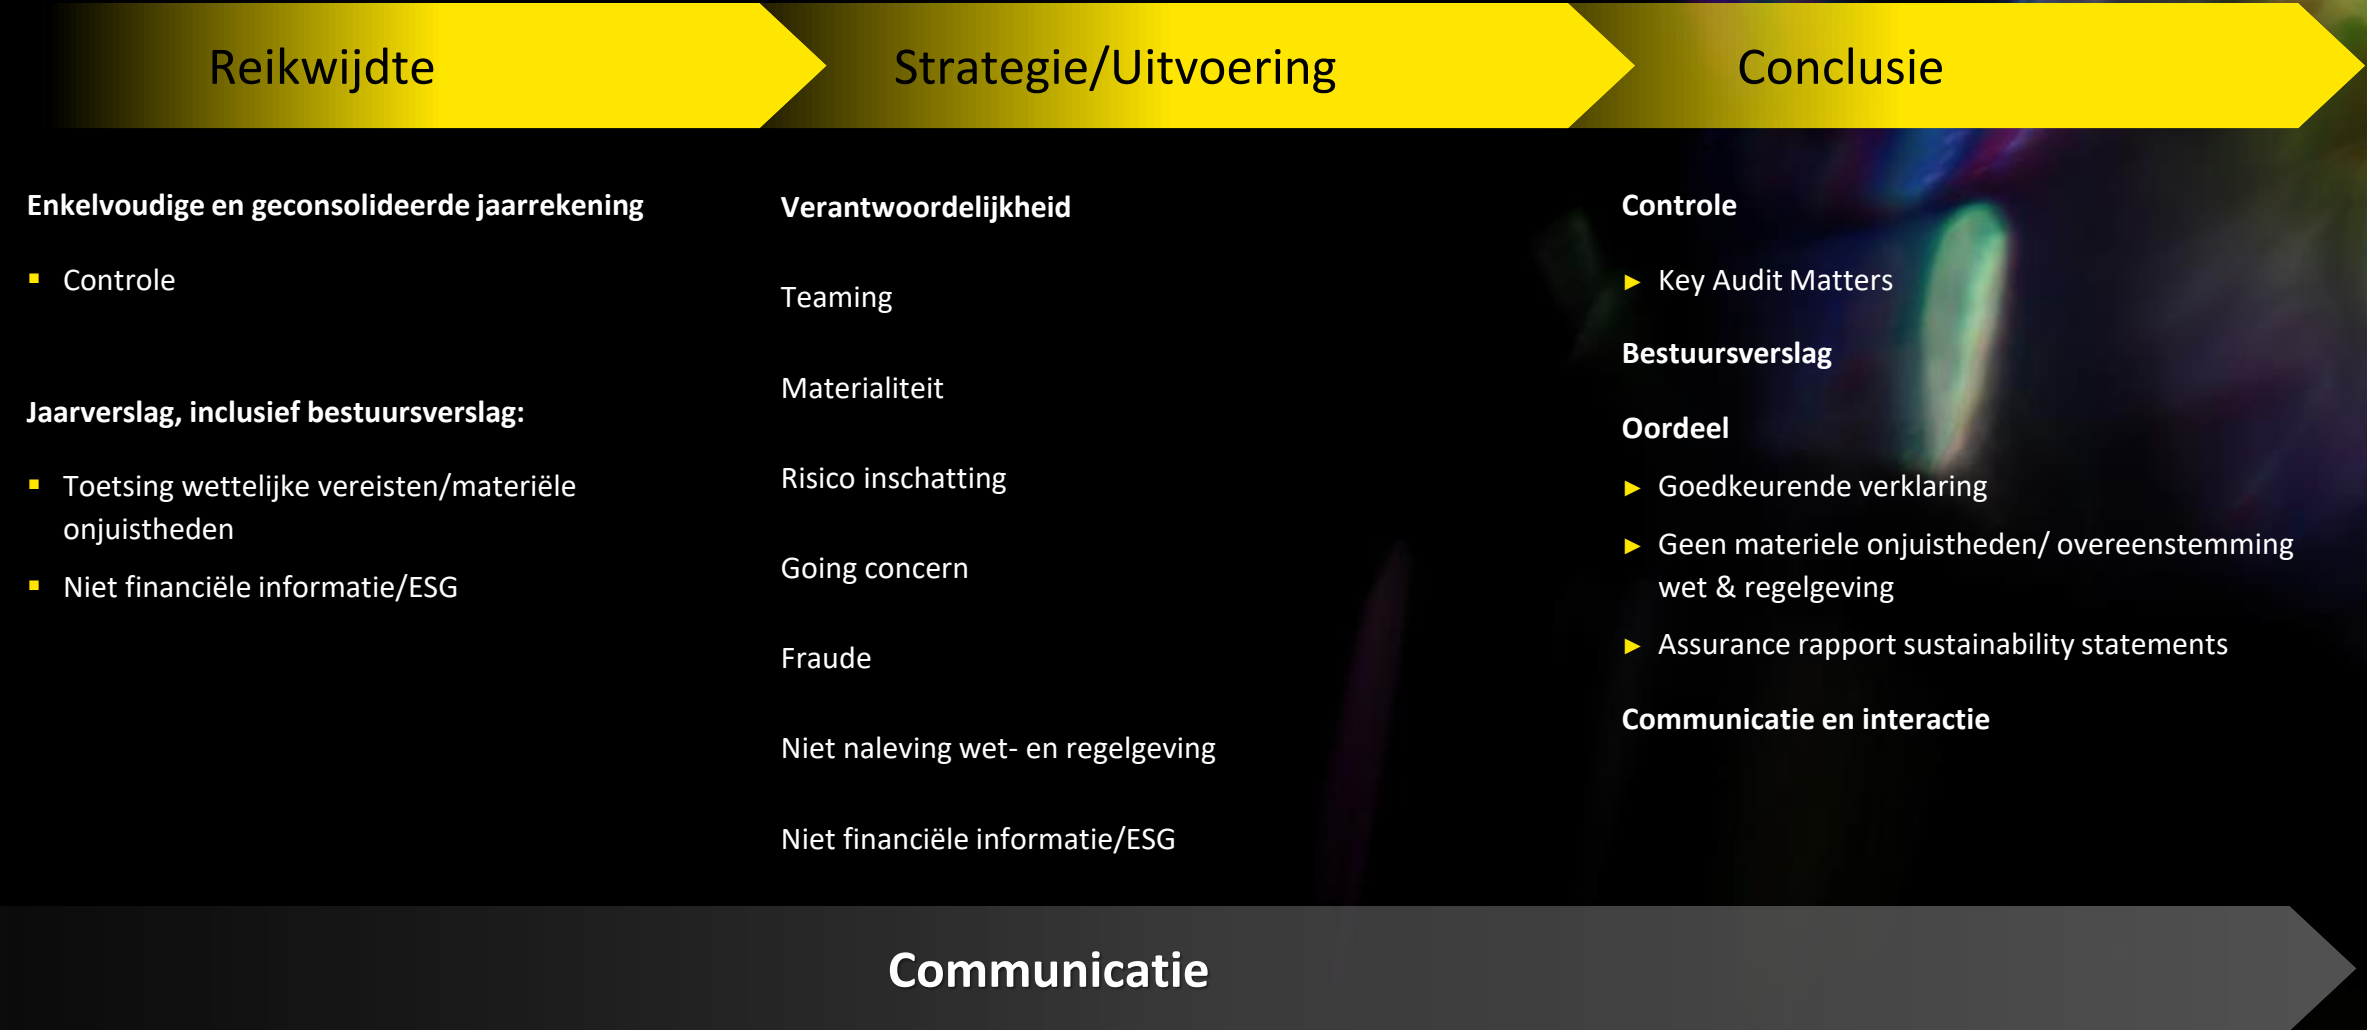 Reikwijdte
Strategie/Uitvoering
Conclusie
Enkelvoudige en geconsolideerde jaarrekening
▪ Controle
Jaarverslag, inclusief bestuursverslag:
▪ Toetsing wettelijke vereisten/materiële
onjuistheden
▪ Niet financiële informatie/ESG
Verantwoordelijkheid
Teaming
Materialiteit
Risico inschatting
Going concern
Fraude
Niet naleving wet- en regelgeving
Niet financiële informatie/ESG
Controle
► Key Audit Matters
Bestuursverslag
Oordeel
► Goedkeurende verklaring
► Geen materiele onjuistheden/ overeenstemming
wet & regelgeving
► Assurance rapport sustainability statements
Communicatie en interactie
Communicatie